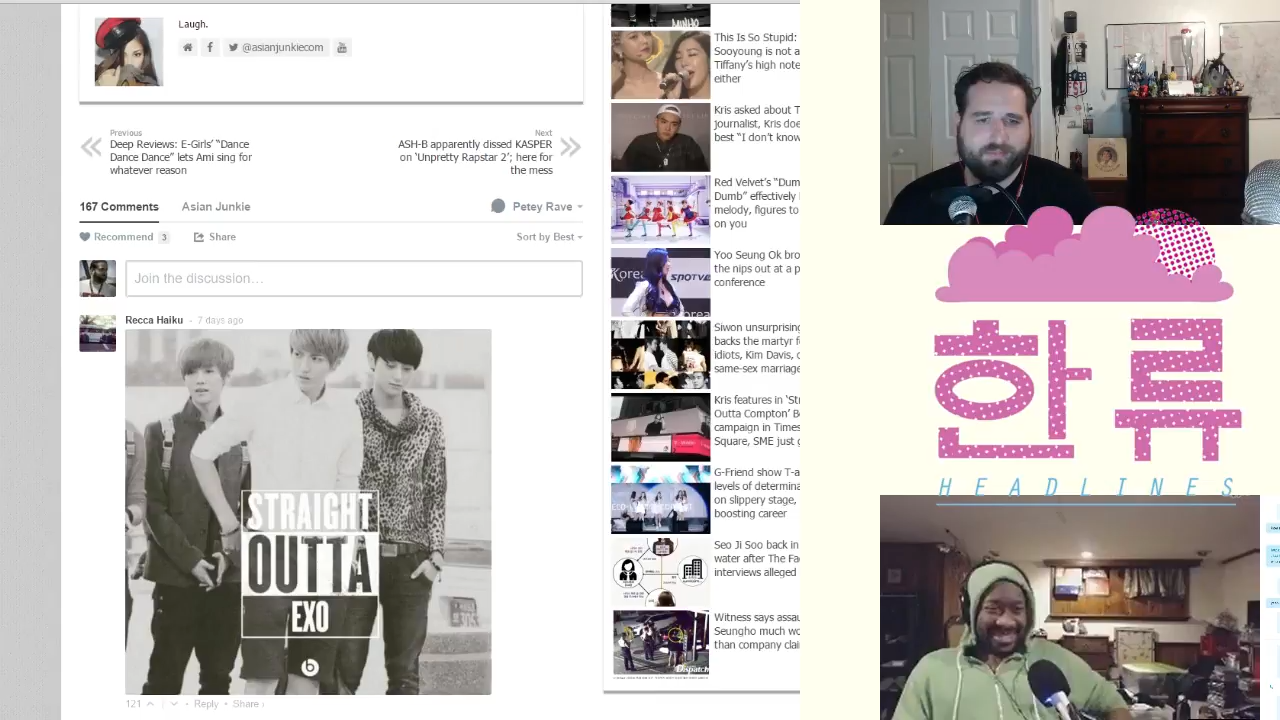 Laugh.
@asianjunkiecom
Previous
Deep Reviews: E-Girls' “Dance
Dance Dance” lets Ami sing for
whatever reason
Next
ASH-B apparently dissed KASPER
on ‘Unpretty Rapstar 2’; here for
the mess
167 Comments
Asian Junkie
Petey Rave
Recommend 3
Share
Sort by Best
Join the discussion...
Recca Haiku • 7 days ago
STRAIGHT
OUTTA
EXO
121
Reply • Share ›
MINHO
This Is So Stupid:
Sooyoung is not a
Tiffany's high note
either
Kris asked about T
journalist, Kris doe
best “I don't know
Red Velvet's “Dum
Dumb” effectively
melody, figures to
on you
Yoo Seung Ok bro
the nips out at a p
conference
Korea
SPOTV
Korea
Siwon unsurprising
backs the martyr f
idiots, Kim Davis, o
same-sex marriage
Kris features in ‘Str
Outta Compton’ B
campaign in Times
Square, SME just g
G-Friend show T-a
levels of determina
on slippery stage,
boosting career
Seo Ji Soo back in
water after The Fa
interviews alleged
Witness says assau
Seungho much wo
than company clai
Dispatch
한류
HEADLINES